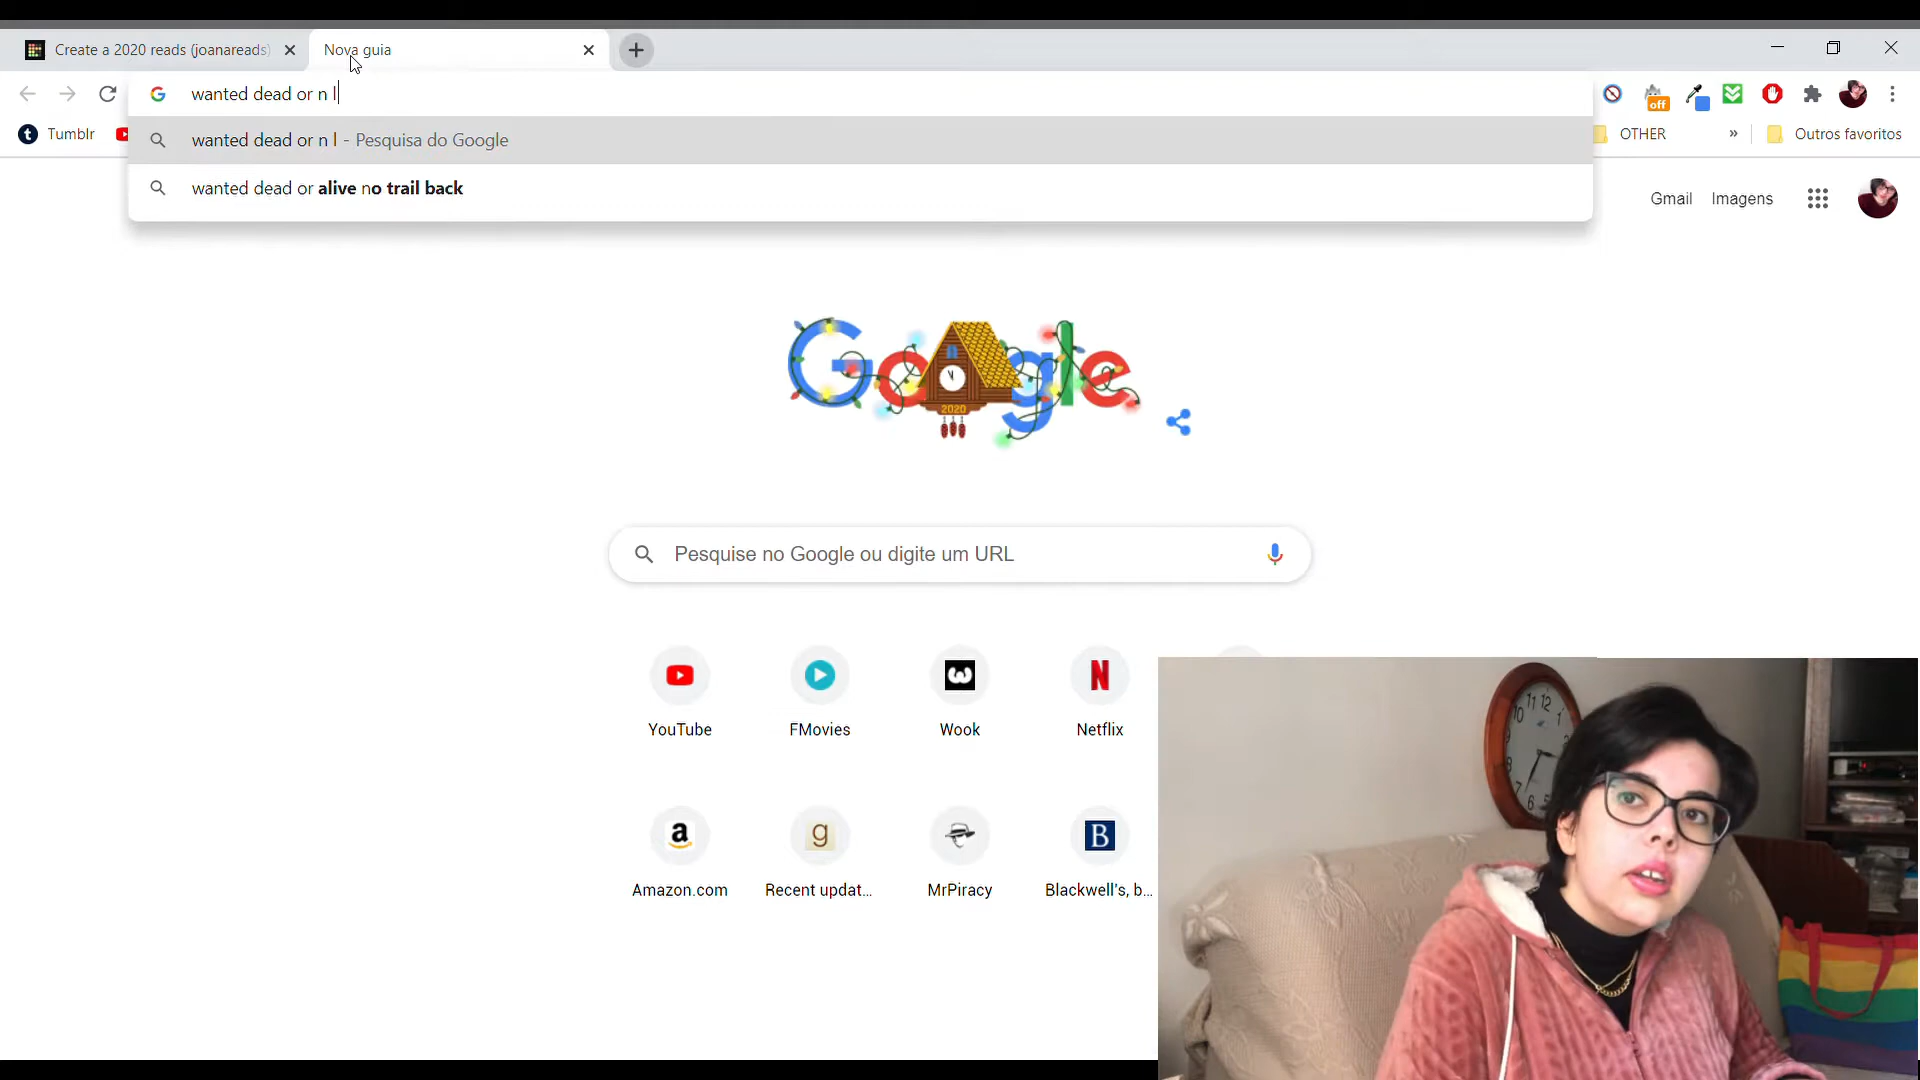 Create a 2020 reads (joanareads)
Nova guia
wanted dead or n l
wanted dead or n l - Pesquisa do Google
wanted dead or alive no trail back
off
Tumblr
OTHER
»
Outros favoritos
Gmail
Imagens
Google
2020
Pesquise no Google ou digite um URL
YouTube
FMovies
Wook
Netflix
Amazon.com
Recent updat...
MrPiracy
Blackwell's, b...